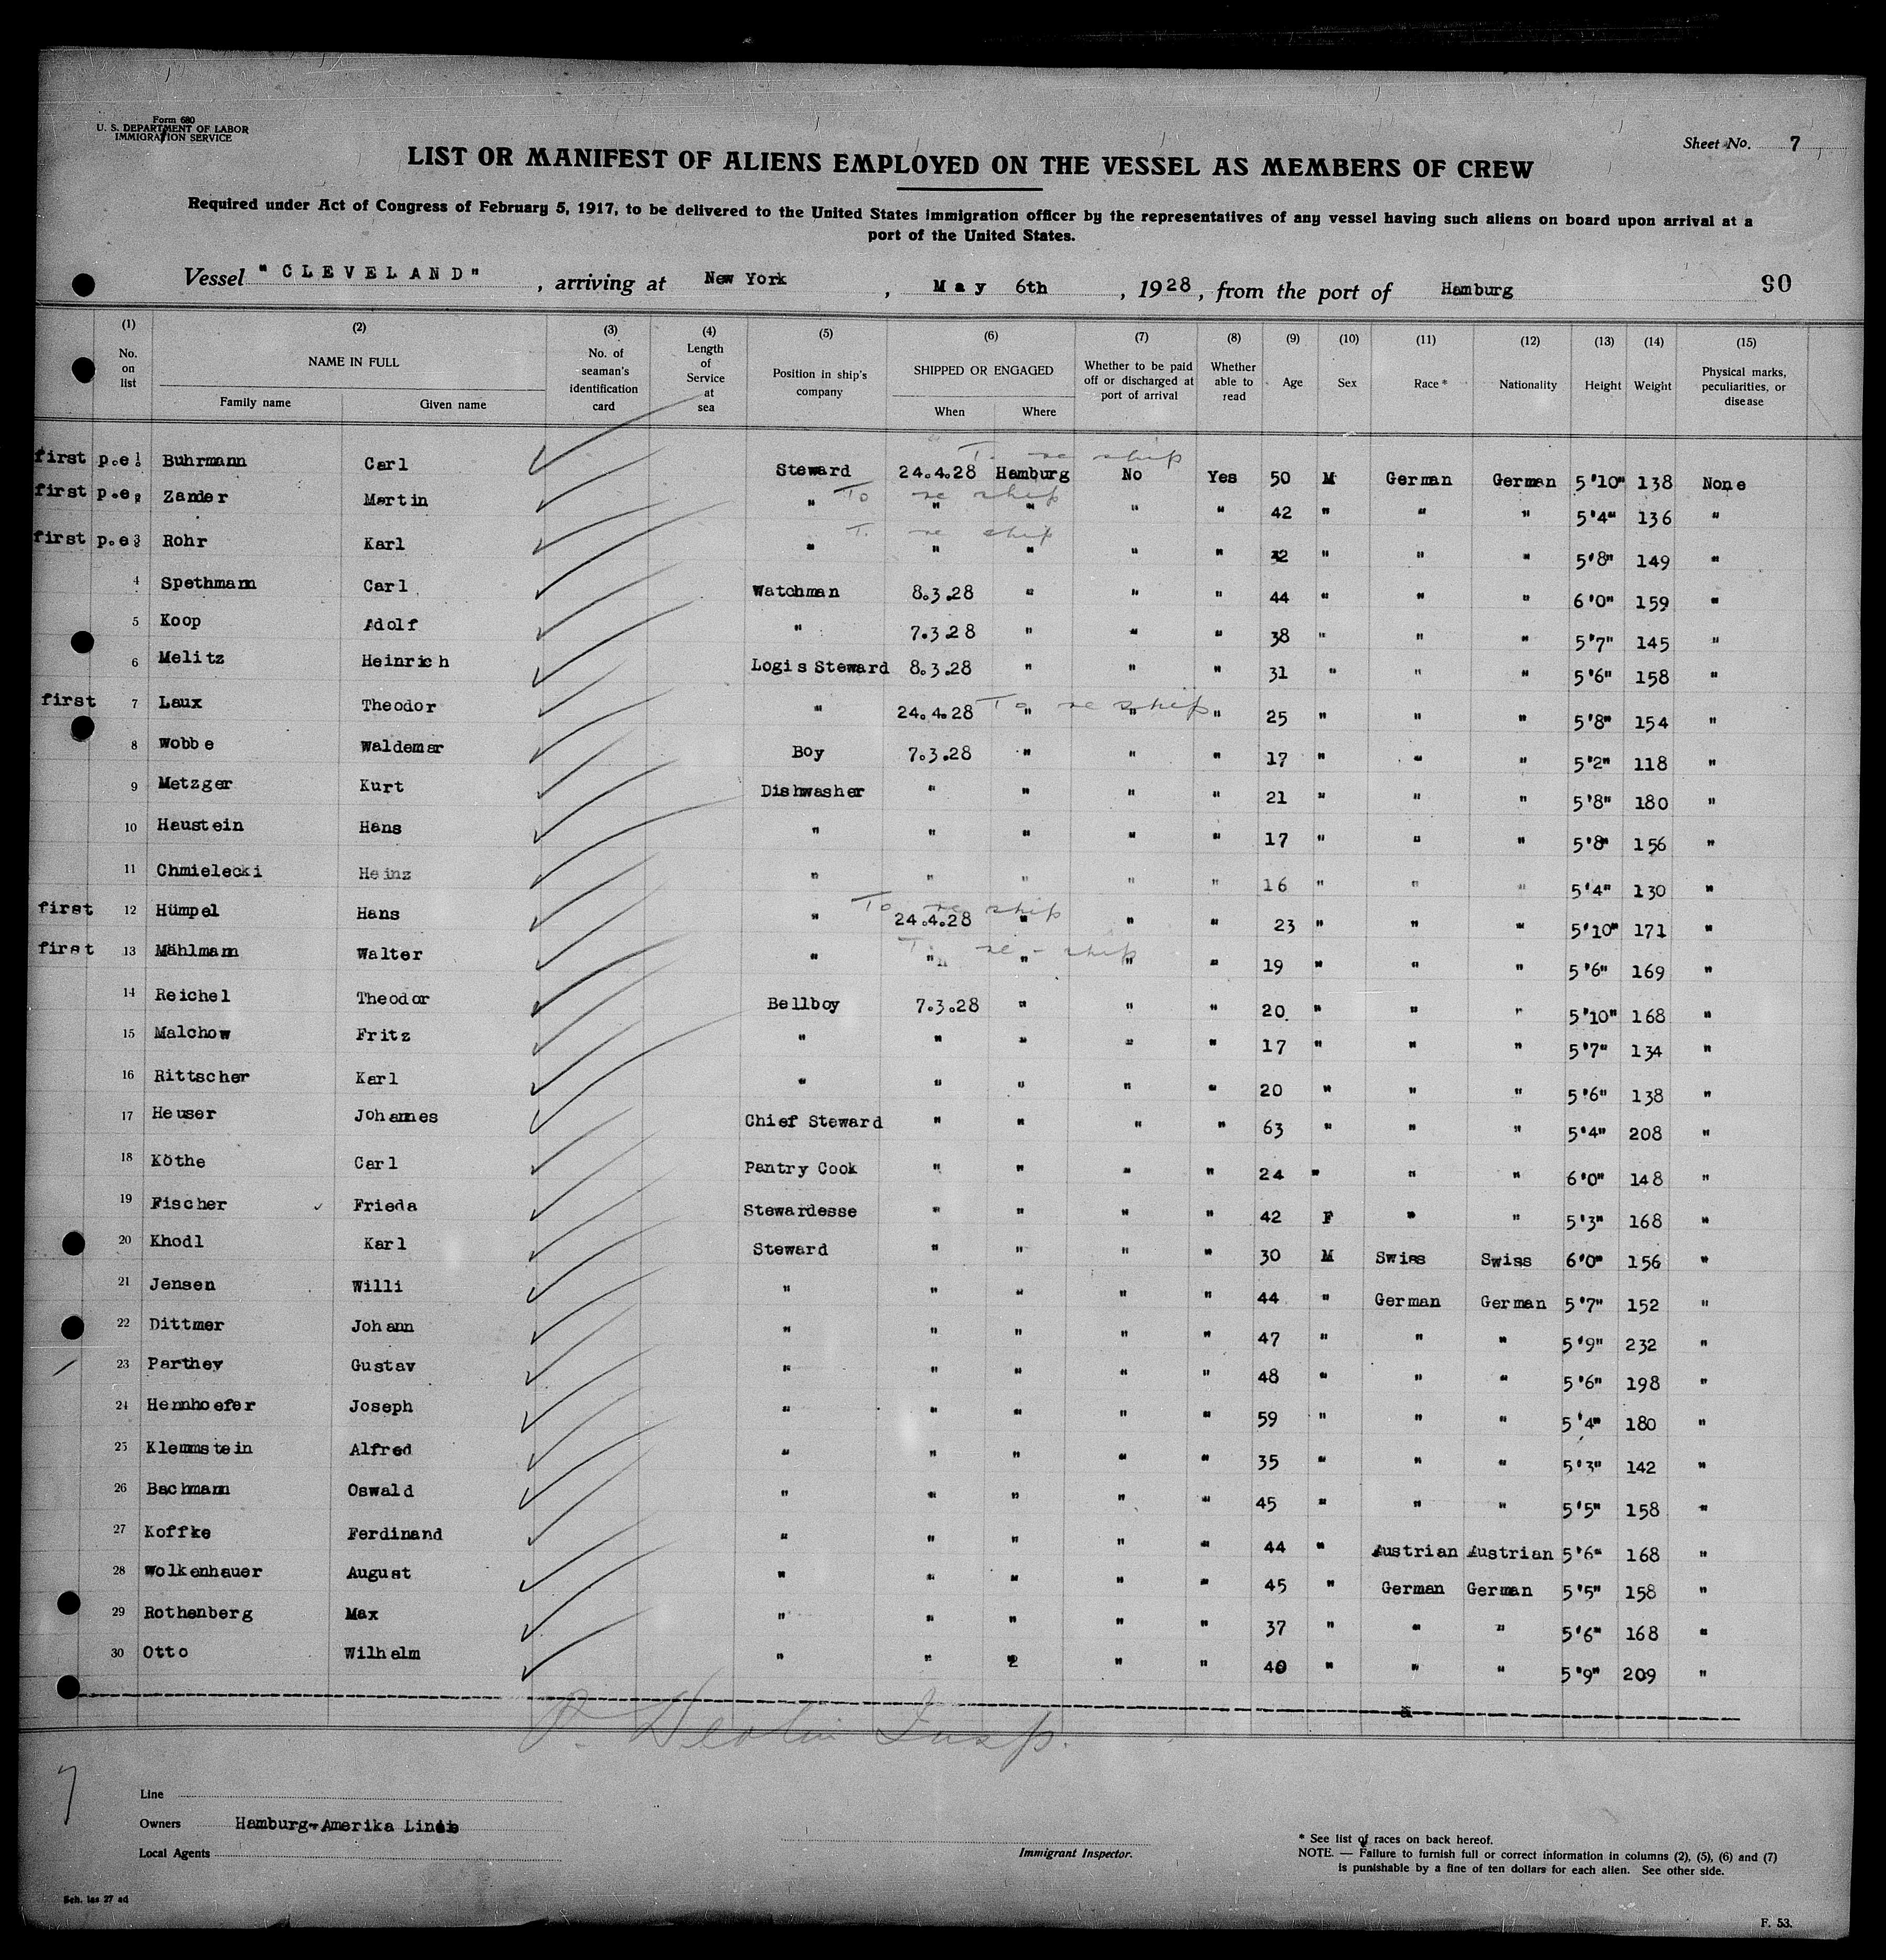 Form 680
U. S. DEPARTMENT OF LABOR
IMMIGRATION SERVICE
Sheet No. 7
LIST OR MANIFEST OF ALIENS EMPLOYED ON THE VESSEL AS MEMBERS OF CREW
Required under Act of Congress of February 5, 1917, to be delivered to the United States immigration officer by the representatives of any vessel having such aliens on board upon arrival at a
port of the United States.
Vessel "CLEVELAND", arriving at New York, May 6th, 1928, from the port of Hamburg 90
(1) No. on list (2) NAME IN FULL Family name Given name (3) No. of seaman's identification card (4) Length of Service at sea (5) Position in ship's company (6) SHIPPED OR ENGAGED When Where (7) Whether to be paid off or discharged at port of arrival (8) Whether able to read (9) Age (10) Sex (11) Race* (12) Nationality (13) Height (14) Weight (15) Physical marks, peculiarities, or disease
To re ship
first p.e. 1 Buhrmann Carl Steward 24.4.28 Hamburg No Yes 50 M German German 5'10" 138 None
To re ship
first p.e. 2 Zander Martin " " " " " 42 " " " 5'4" 136 "
To re ship
first p.e. 3 Rohr Karl " " " " " 32 " " " 5'8" 149 "
4 Spethmann Carl Watchman 8.3.28 " " " 44 " " " 6'0" 159 "
5 Koop Adolf " 7.3.28 " " " 38 " " " 5'7" 145 "
6 Melitz Heinrich Logis Steward 8.3.28 " " " 31 " " " 5'6" 158 "
first 7 Laux Theodor " 24.4.28 To re ship " " " 25 " " " 5'8" 154 "
8 Wobbe Waldemar Boy 7.3.28 " " " 17 " " " 5'2" 118 "
9 Metzger Kurt Dishwasher " " " " 21 " " " 5'8" 180 "
10 Haustein Hans " " " " " 17 " " " 5'8" 156 "
11 Chmielecki Heinz " " " " " 16 " " " 5'4" 130 "
To re ship
first 12 Hümpel Hans " 24.4.28 " " " 23 " " " 5'10" 171 "
To re-ship
first 13 Mählmann Walter " " " " " 19 " " " 5'6" 169 "
14 Reichel Theodor Bellboy 7.3.28 " " " 20 " " " 5'10" 168 "
15 Malchow Fritz " " " " " 17 " " " 5'7" 134 "
16 Rittscher Karl " " " " " 20 " " " 5'6" 138 "
17 Heuser Johannes Chief Steward " " " " 63 " " " 5'4" 208 "
18 Köthe Carl Pantry Cook " " " " 24 " " " 6'0" 148 "
19 Fischer Frieda Stewardesse " " " " 42 F " " 5'3" 168 "
20 Khodl Karl Steward " " " " 30 M Swiss Swiss 6'0" 156 "
21 Jensen Willi " " " " " 44 " German German 5'7" 152 "
22 Dittmer Johann " " " " " 47 " " " 5'9" 232 "
23 Parthey Gustav " " " " " 48 " " " 5'6" 198 "
24 Hennhoefer Joseph " " " " " 59 " " " 5'4" 180 "
25 Klemmstein Alfred " " " " " 35 " " " 5'3" 142 "
26 Bachmann Oswald " " " " " 45 " " " 5'5" 158 "
27 Koffke Ferdinand " " " " " 44 " Austrian Austrian 5'6" 168 "
28 Wolkenhauer August " " " " " 45 " German German 5'5" 158 "
29 Rothenberg Max " " " " " 37 " " " 5'6" 168 "
30 Otto Wilhelm " " " " " 40 " " " 5'9" 209 "
Insp.
7
Line
Owners Hamburg-Amerika Linie
Local Agents
Immigrant Inspector.
* See list of races on back hereof.
NOTE. — Failure to furnish full or correct information in columns (2), (5), (6) and (7)
is punishable by a fine of ten dollars for each alien. See other side.
F. 53.